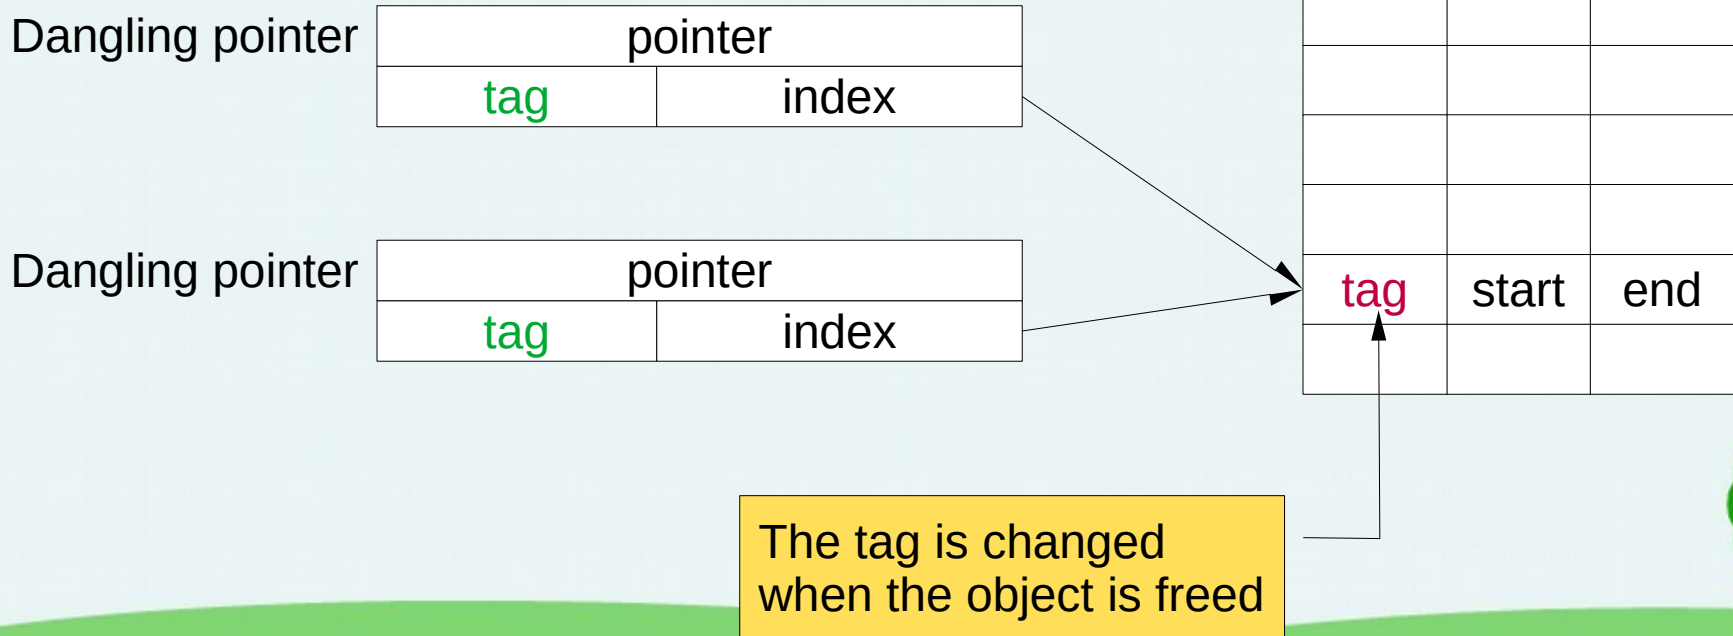 Dangling pointer
pointer
tag index
Dangling pointer
pointer
tag index
tag start end
The tag is changed
when the object is freed